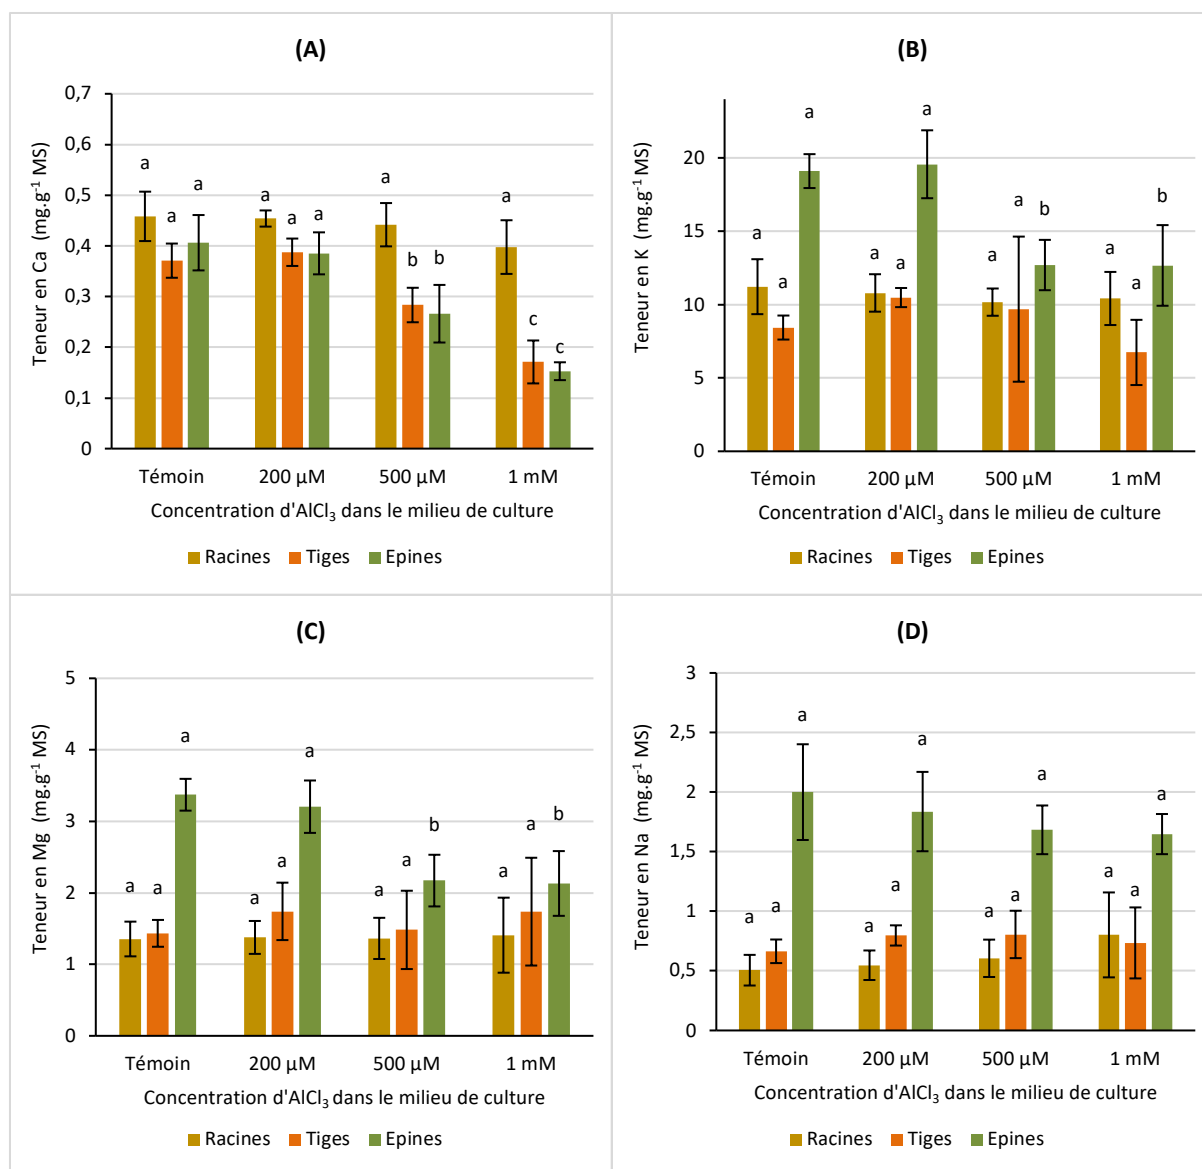 (A)
Teneur en Ca (mg.g⁻¹ MS)
0,7
0,6
0,5
0,4
0,3
0,2
0,1
0
a a a
a a a
a b b
a c c
Témoin 200 µM 500 µM 1 mM
Concentration d'AlCl₃ dans le milieu de culture
Racines Tiges Epines
(B)
Teneur en K (mg.g⁻¹ MS)
20
15
10
5
0
a a a
a a a
a a b
a a b
Témoin 200 µM 500 µM 1 mM
Concentration d'AlCl₃ dans le milieu de culture
Racines Tiges Epines
(C)
Teneur en Mg (mg.g⁻¹ MS)
5
4
3
2
1
0
a a a
a a a
a a b
a a b
Témoin 200 µM 500 µM 1 mM
Concentration d'AlCl₃ dans le milieu de culture
Racines Tiges Epines
(D)
Teneur en Na (mg.g⁻¹ MS)
3
2,5
2
1,5
1
0,5
0
a a a
a a a
a a a
a a a
Témoin 200 µM 500 µM 1 mM
Concentration d'AlCl₃ dans le milieu de culture
Racines Tiges Epines